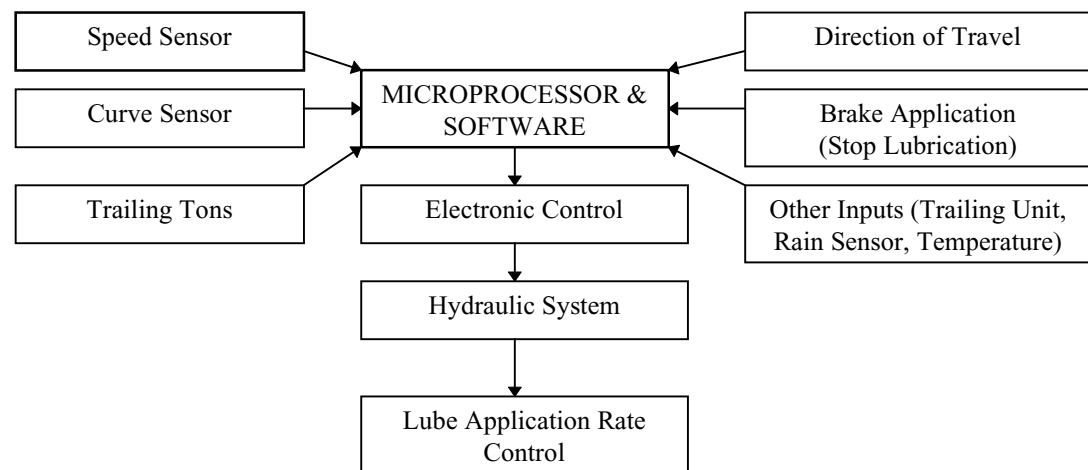 Speed Sensor
Direction of Travel
MICROPROCESSOR &
SOFTWARE
Curve Sensor
Brake Application
(Stop Lubrication)
Trailing Tons
Electronic Control
Other Inputs (Trailing Unit,
Rain Sensor, Temperature)
Hydraulic System
Lube Application Rate
Control